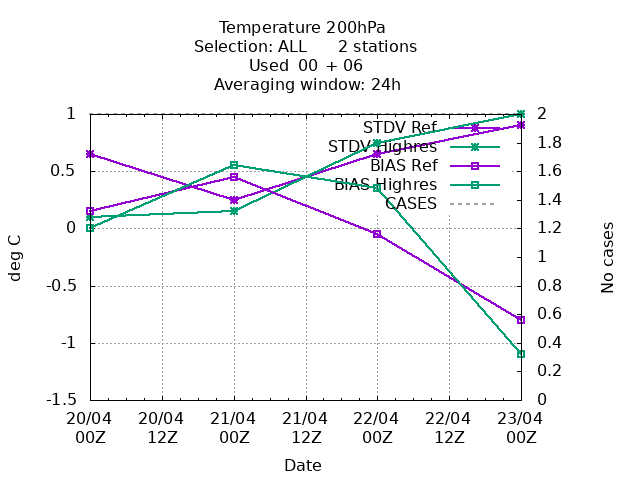 Temperature 200hPa
Selection: ALL 2 stations
Used 00 + 06
Averaging window: 24h
STDV Ref
STDV Highres
BIAS Ref
BIAS Highres
CASES
1
0.5
0
-0.5
-1
-1.5
deg C
2
1.8
1.6
1.4
1.2
1
0.8
0.6
0.4
0.2
0
No cases
20/04 20/04 21/04 21/04 22/04 22/04 23/04
00Z 12Z 00Z 12Z 00Z 12Z 00Z
Date